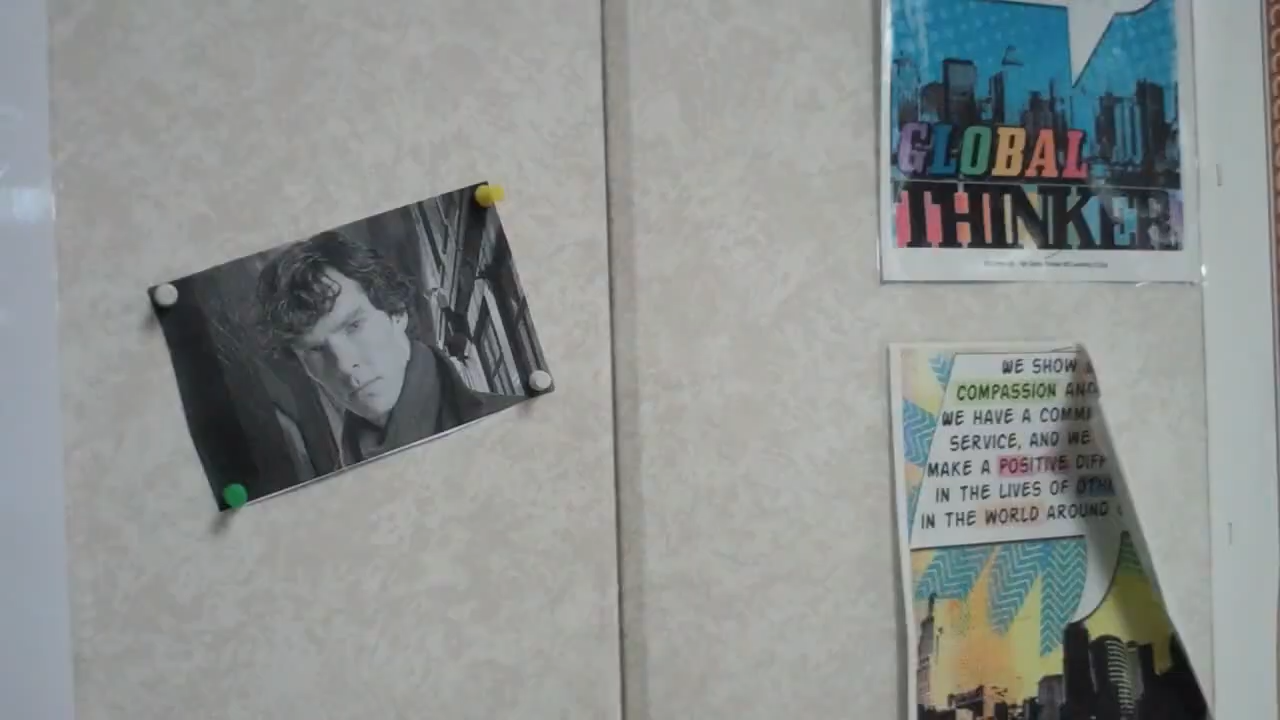 GLOBAL
THINKER
WE SHOW
COMPASSION AND
WE HAVE A
SERVICE, AND WE
MAKE A POSITIVE
IN THE LIVES OF
IN THE WORLD AROUND